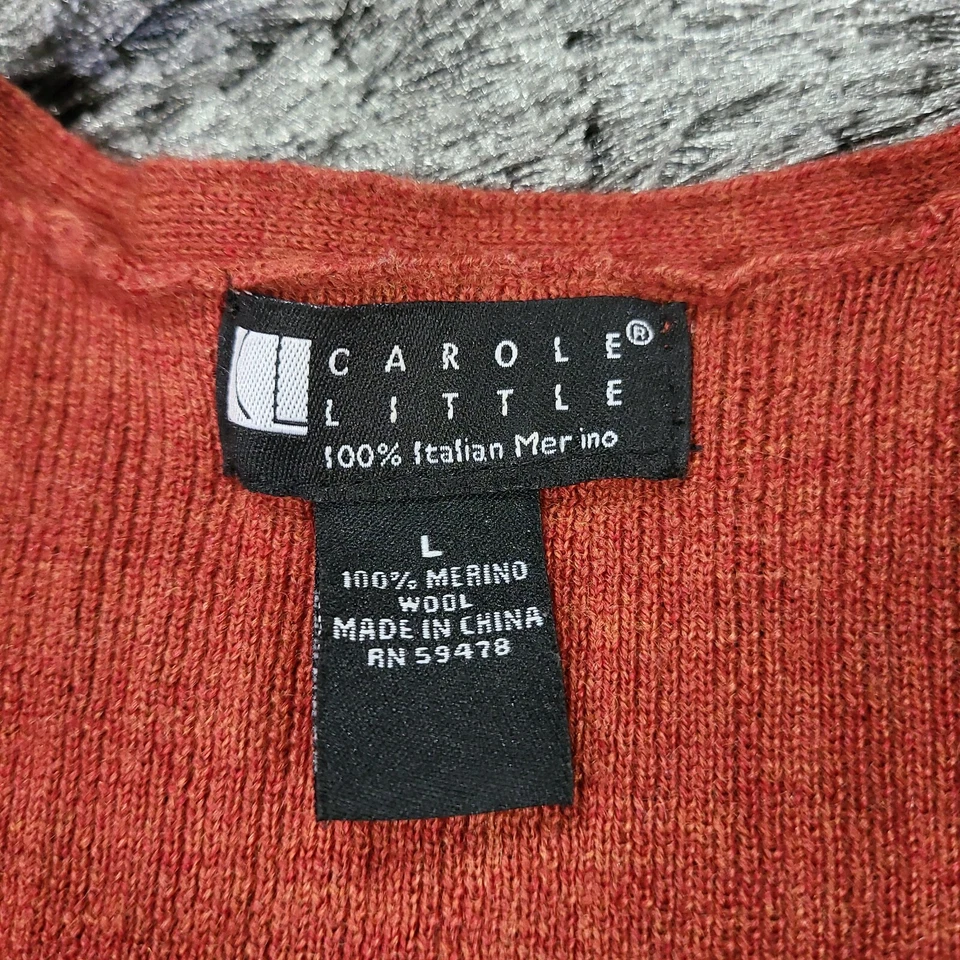 CAROLE®
LITTLE
100% Italian Merino
L
100% MERINO
WOOL
MADE IN CHINA
RN 59478